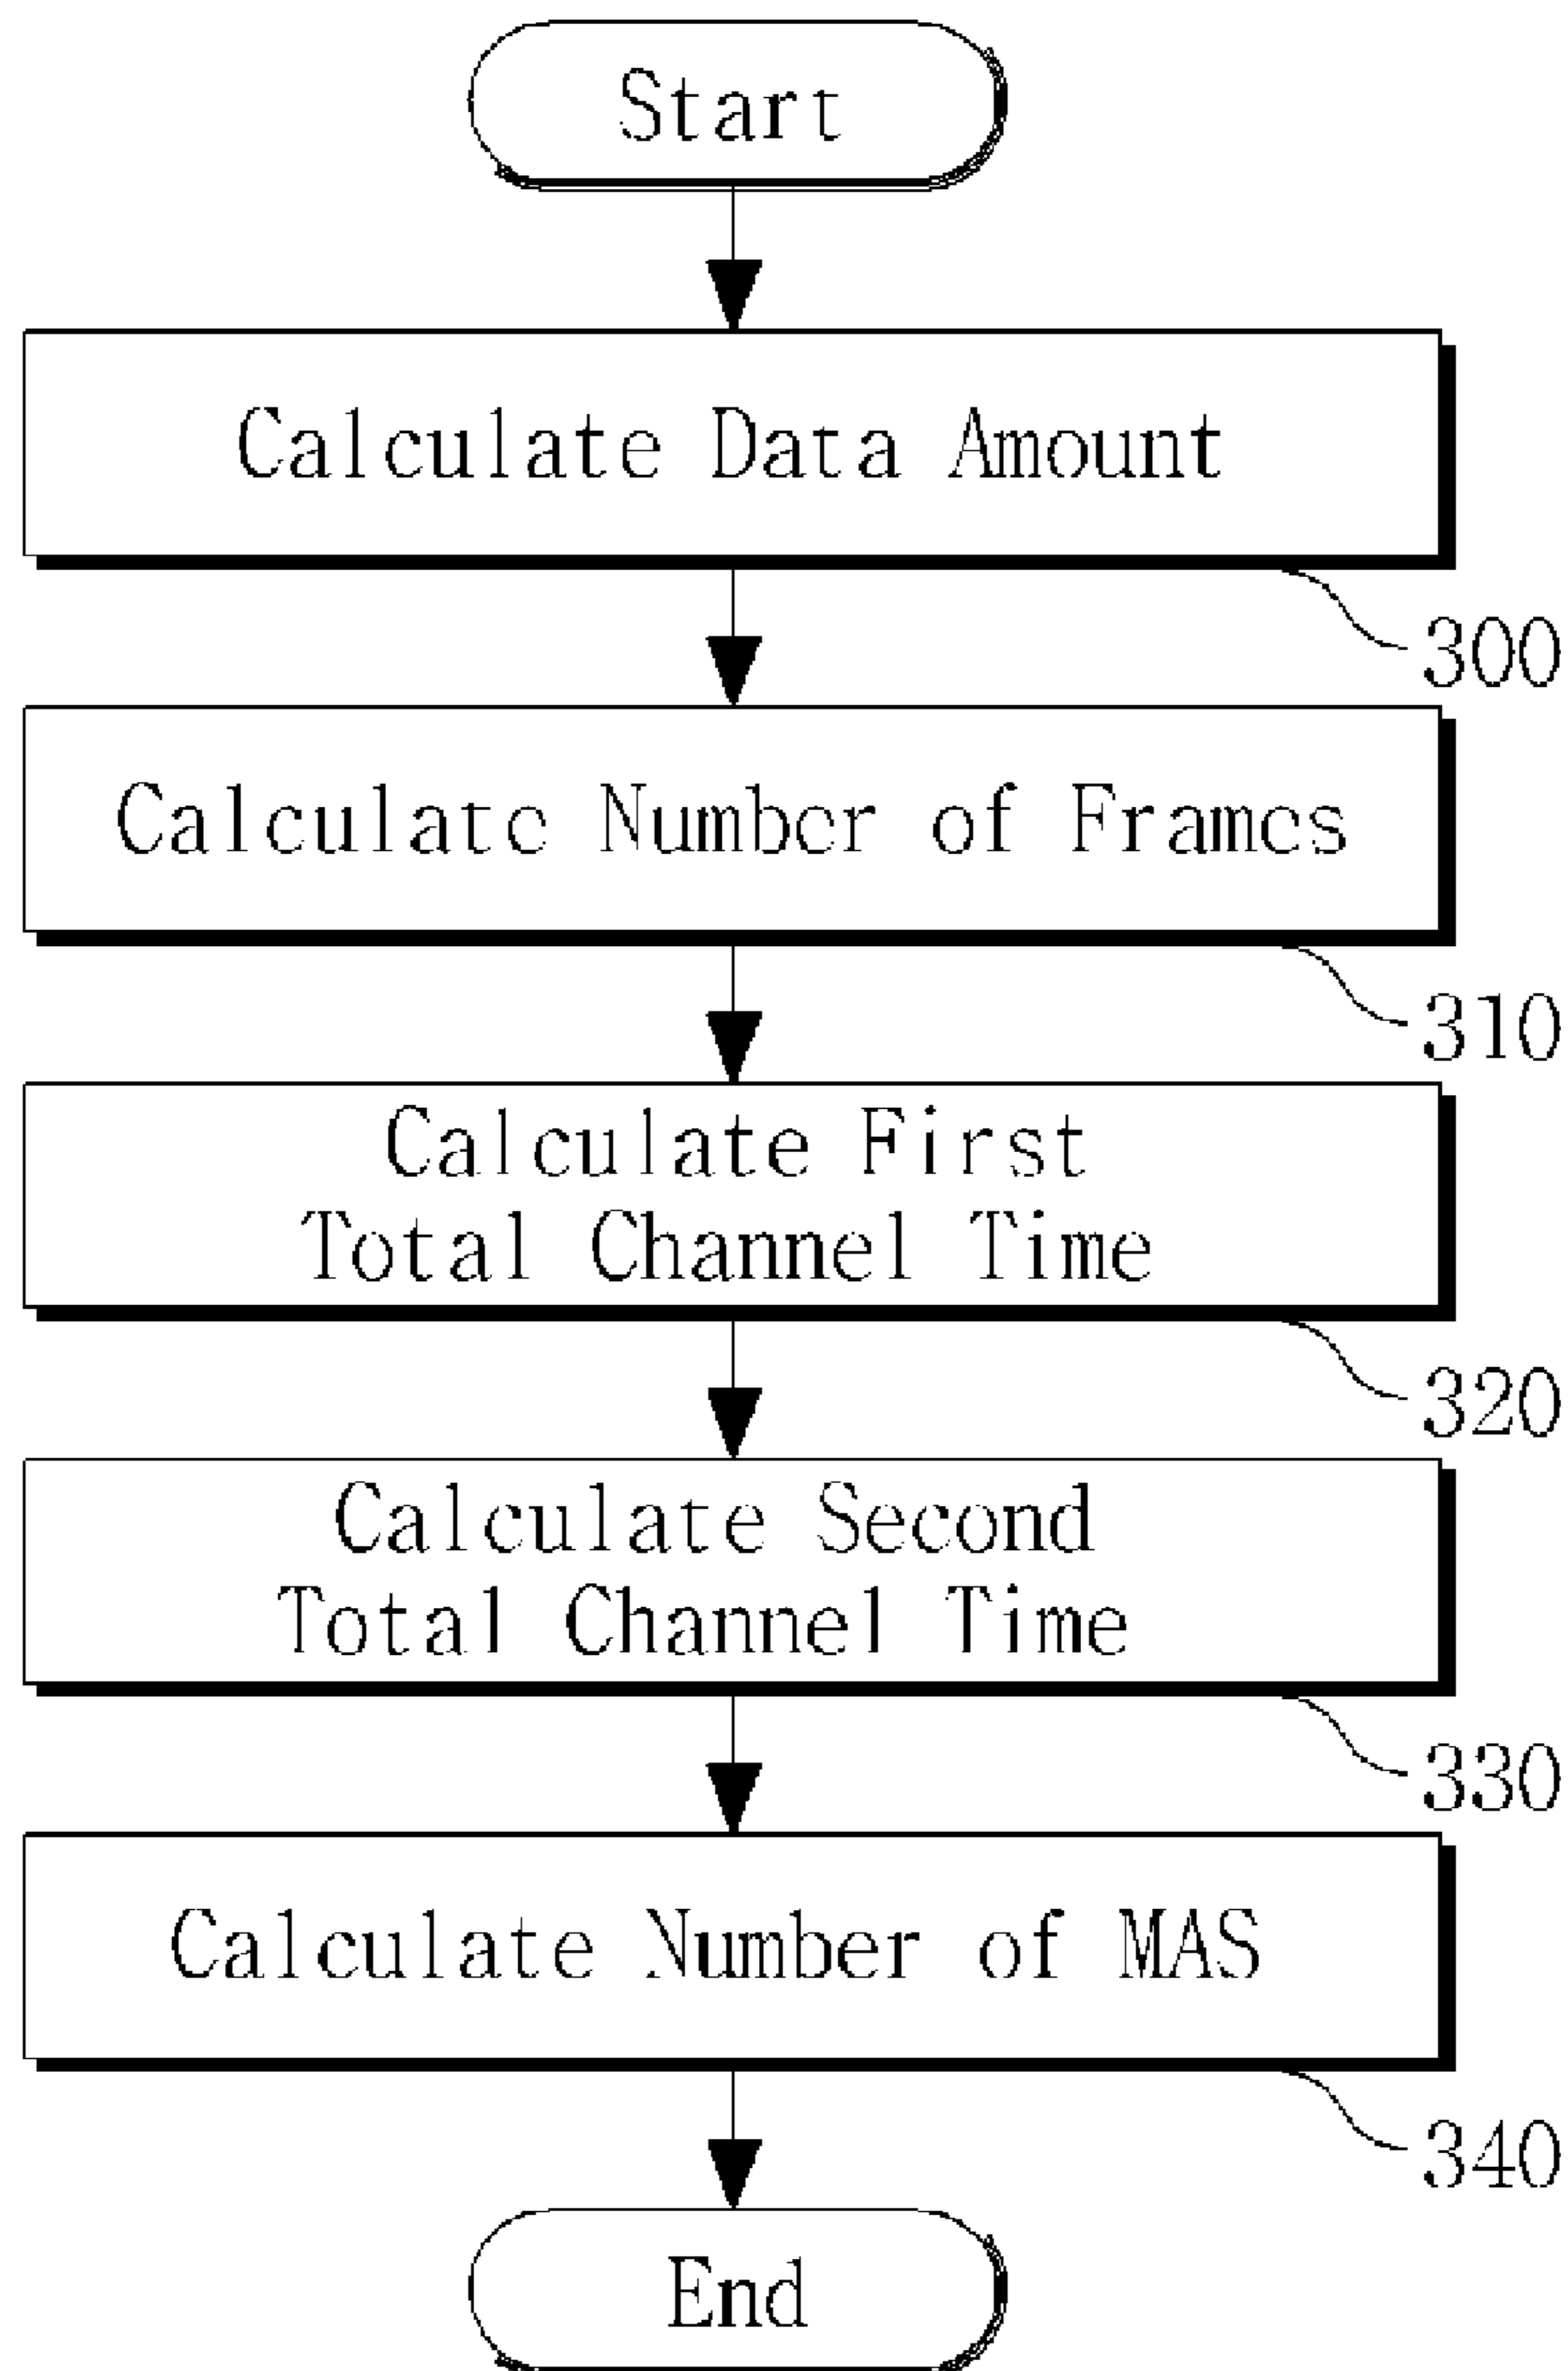 Start
Calculate Data Amount
300
Calculate Number of Frames
310
Calculate First
Total Channel Time
320
Calculate Second
Total Channel Time
330
Calculate Number of MAS
340
End